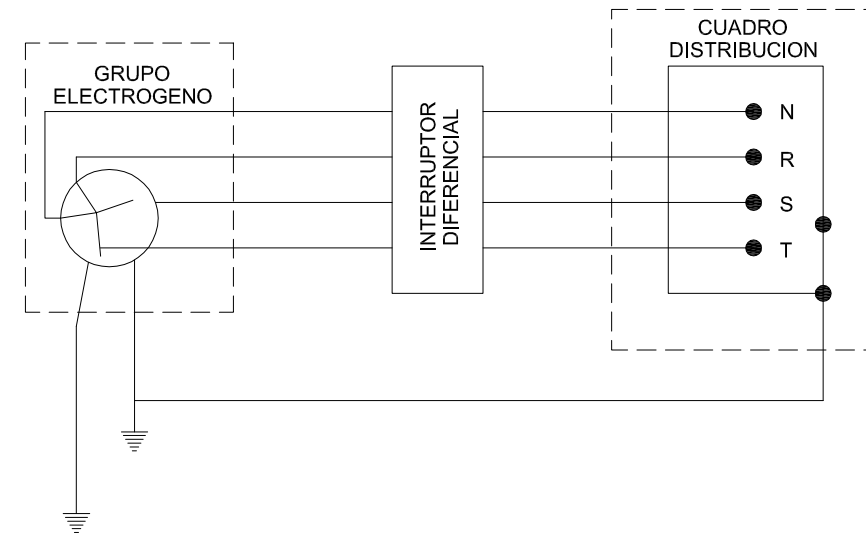 GRUPO
ELECTROGENO
INTERRUPTOR
DIFERENCIAL
CUADRO
DISTRIBUCION
N
R
S
T